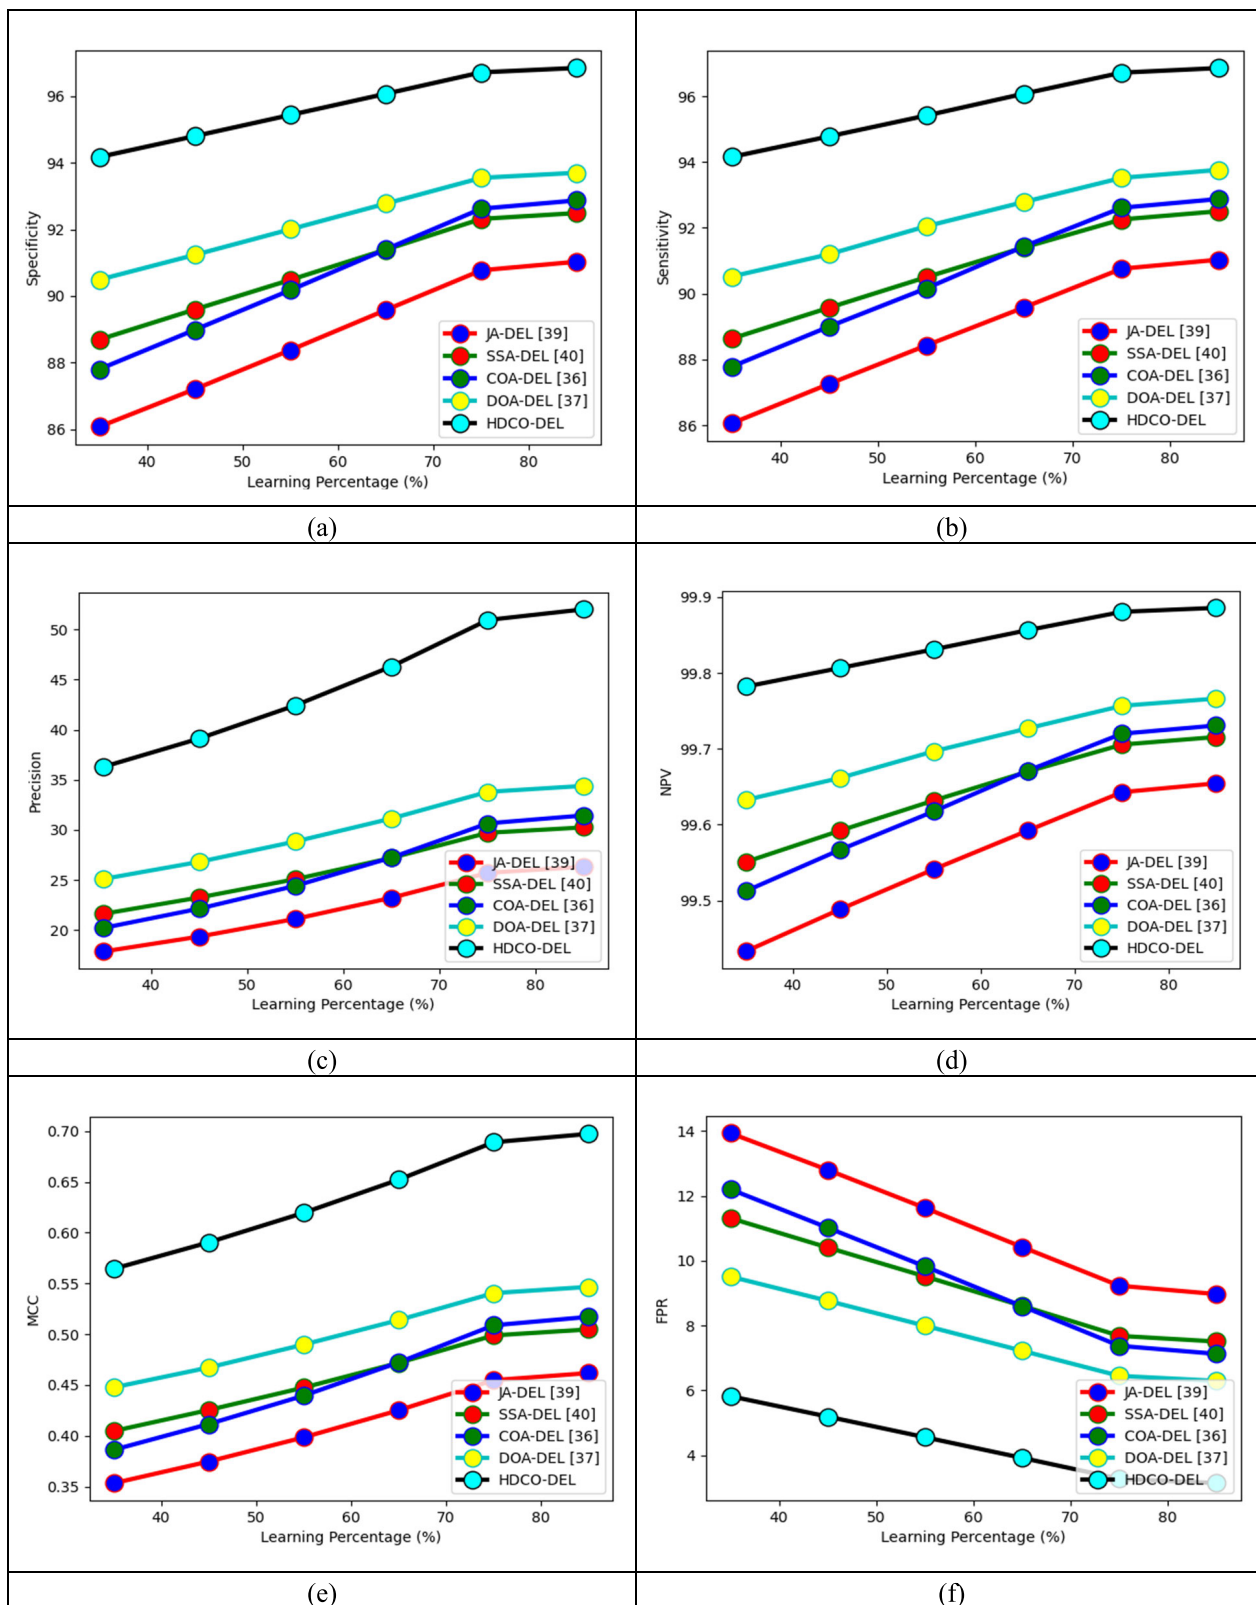 96
94
92
90
88
86
Specificity
JA-DEL [39]
SSA-DEL [40]
COA-DEL [36]
DOA-DEL [37]
HDCO-DEL
40 50 60 70 80
Learning Percentage (%)
(a)
96
94
92
90
88
86
Sensitivity
JA-DEL [39]
SSA-DEL [40]
COA-DEL [36]
DOA-DEL [37]
HDCO-DEL
40 50 60 70 80
Learning Percentage (%)
(b)
50
45
40
35
30
25
20
Precision
JA-DEL [39]
SSA-DEL [40]
COA-DEL [36]
DOA-DEL [37]
HDCO-DEL
40 50 60 70 80
Learning Percentage (%)
(c)
99.9
99.8
99.7
99.6
99.5
NPV
JA-DEL [39]
SSA-DEL [40]
COA-DEL [36]
DOA-DEL [37]
HDCO-DEL
40 50 60 70 80
Learning Percentage (%)
(d)
0.70
0.65
0.60
0.55
0.50
0.45
0.40
0.35
MCC
JA-DEL [39]
SSA-DEL [40]
COA-DEL [36]
DOA-DEL [37]
HDCO-DEL
40 50 60 70 80
Learning Percentage (%)
(e)
14
12
10
8
6
4
FPR
JA-DEL [39]
SSA-DEL [40]
COA-DEL [36]
DOA-DEL [37]
HDCO-DEL
40 50 60 70 80
Learning Percentage (%)
(f)